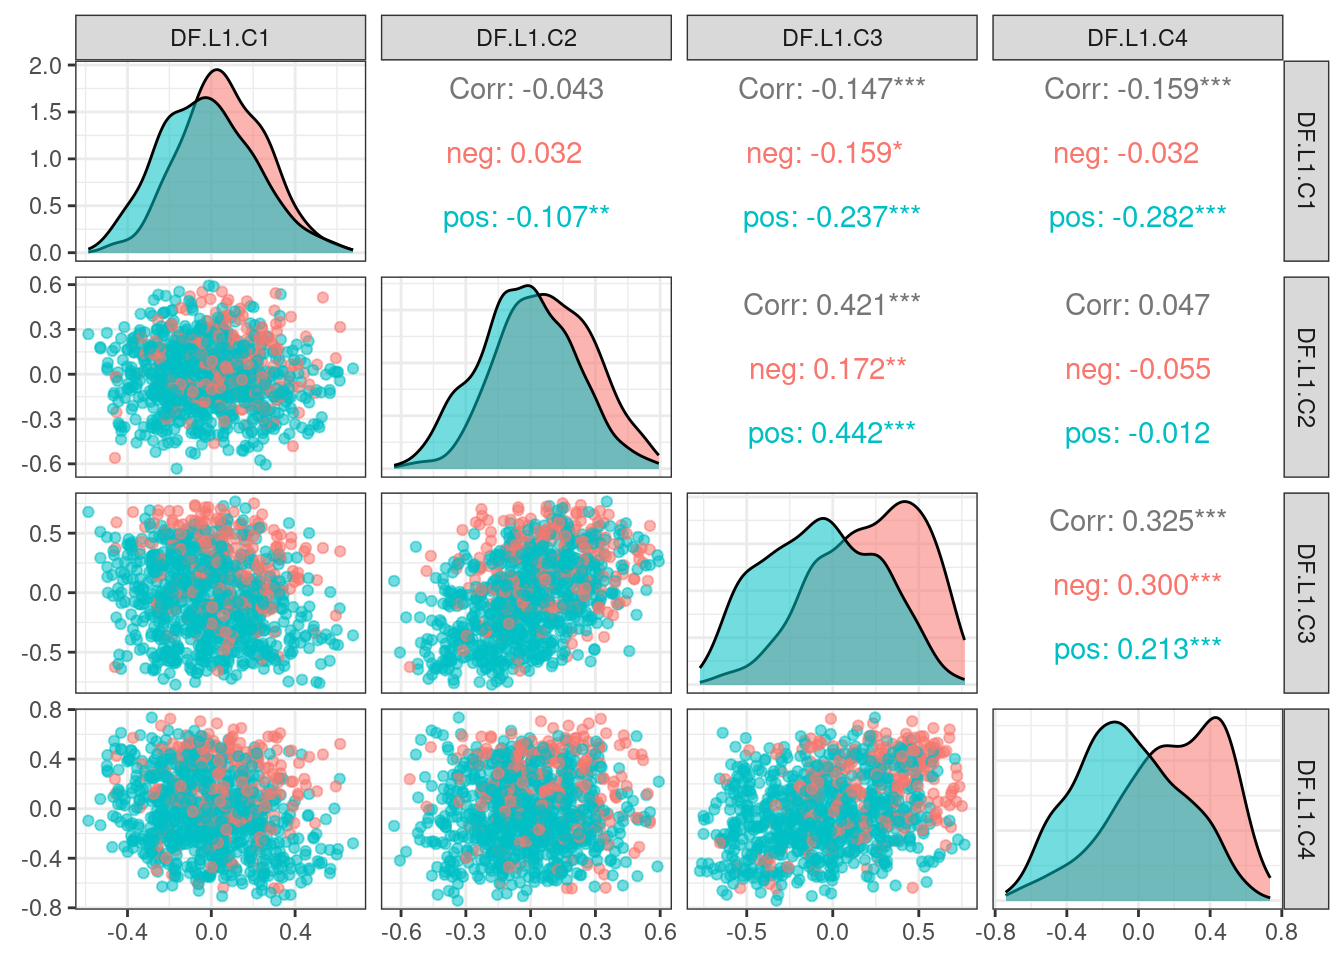 DF.L1.C1 DF.L1.C2 DF.L1.C3 DF.L1.C4
2.0
1.5
1.0
0.5
0.0
Corr: -0.043
neg: 0.032
pos: -0.107**
Corr: -0.147***
neg: -0.159*
pos: -0.237***
Corr: -0.159***
neg: -0.032
pos: -0.282***
DF.L1.C1
0.6
0.3
0.0
-0.3
-0.6
Corr: 0.421***
neg: 0.172**
pos: 0.442***
Corr: 0.047
neg: -0.055
pos: -0.012
DF.L1.C2
0.5
0.0
-0.5
Corr: 0.325***
neg: 0.300***
pos: 0.213***
DF.L1.C3
0.8
0.4
0.0
-0.4
-0.8
DF.L1.C4
-0.4 0.0 0.4 -0.6 -0.3 0.0 0.3 0.6 -0.5 0.0 0.5 -0.8 -0.4 0.0 0.4 0.8